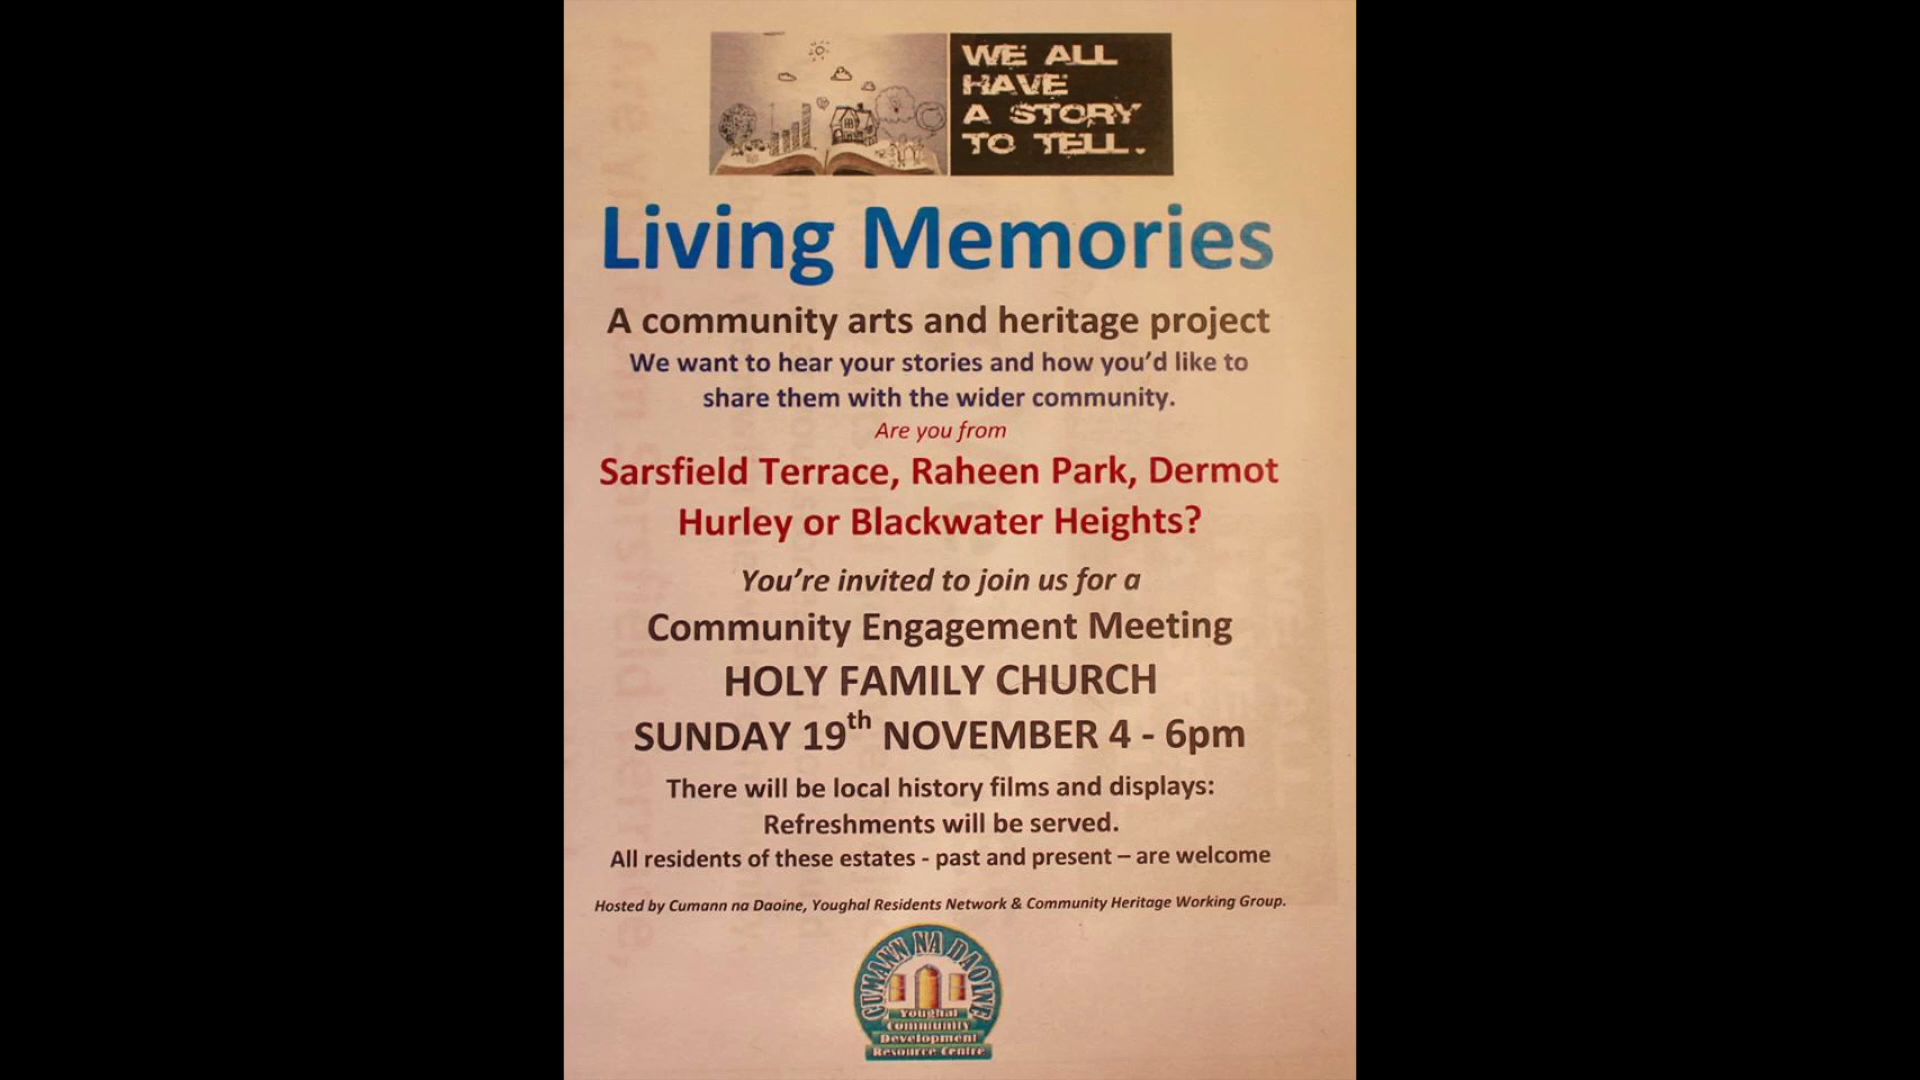 WE ALL
HAVE
A STORY
TO TELL.
Living Memories
A community arts and heritage project
We want to hear your stories and how you'd like to
share them with the wider community.
Are you from
Sarsfield Terrace, Raheen Park, Dermot
Hurley or Blackwater Heights?
You're invited to join us for a
Community Engagement Meeting
HOLY FAMILY CHURCH
SUNDAY 19th NOVEMBER 4 - 6pm
There will be local history films and displays:
Refreshments will be served.
All residents of these estates - past and present – are welcome
Hosted by Cumann na Daoine, Youghal Residents Network & Community Heritage Working Group.
CUMANN NA DAOINE
Youghal
Community
Development
Resource Centre